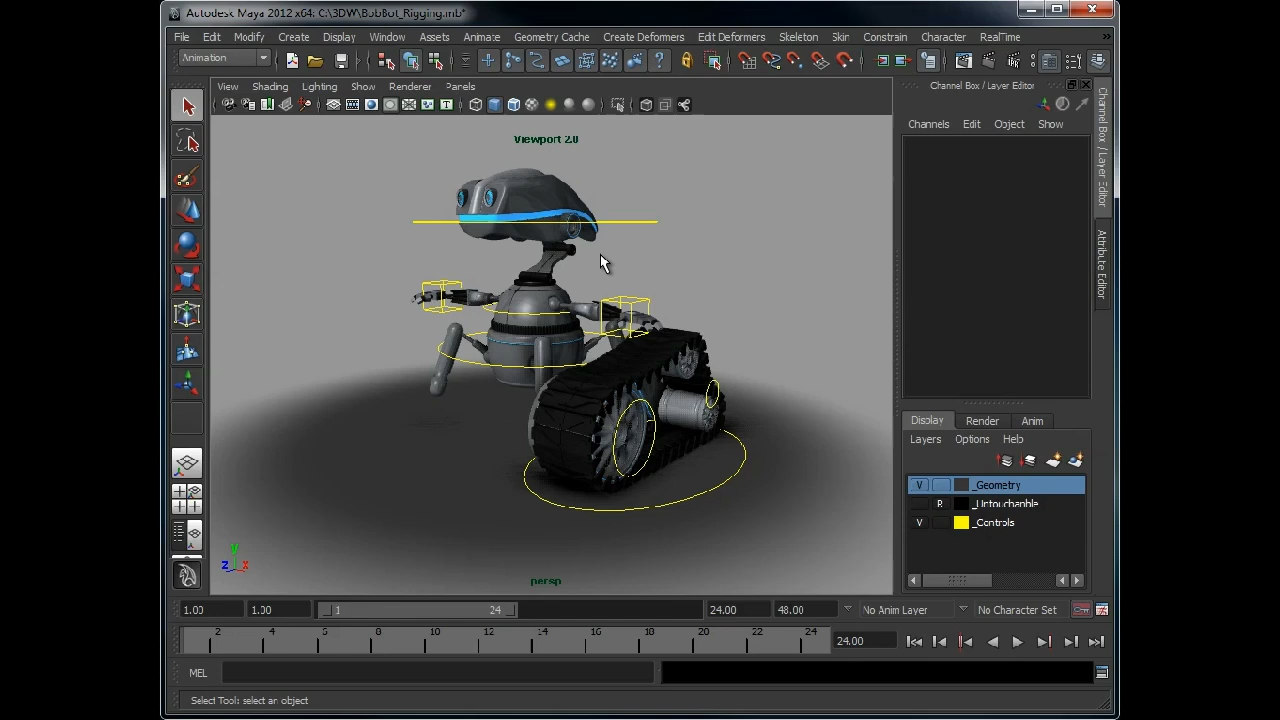 Autodesk Maya 2012 x64: C:\3DW\BobBot_Rigging.mb*
File Edit Modify Create Display Window Assets Animate Geometry Cache Create Deformers Edit Deformers Skeleton Skin Constrain Character RealTime »
Animation
View Shading Lighting Show Renderer Panels
Channel Box / Layer Editor
Channels Edit Object Show
Viewport 2.0
Channel Box / Layer Editor
Attribute Editor
Display Render Anim
Layers Options Help
V _Geometry
R _Untouchanble
V _Controls
y
z x
persp
1.00 1.00 1 24 24.00 48.00 No Anim Layer No Character Set
2 4 6 8 10 12 14 16 18 20 22 24 24.00
MEL
Select Tool: select an object